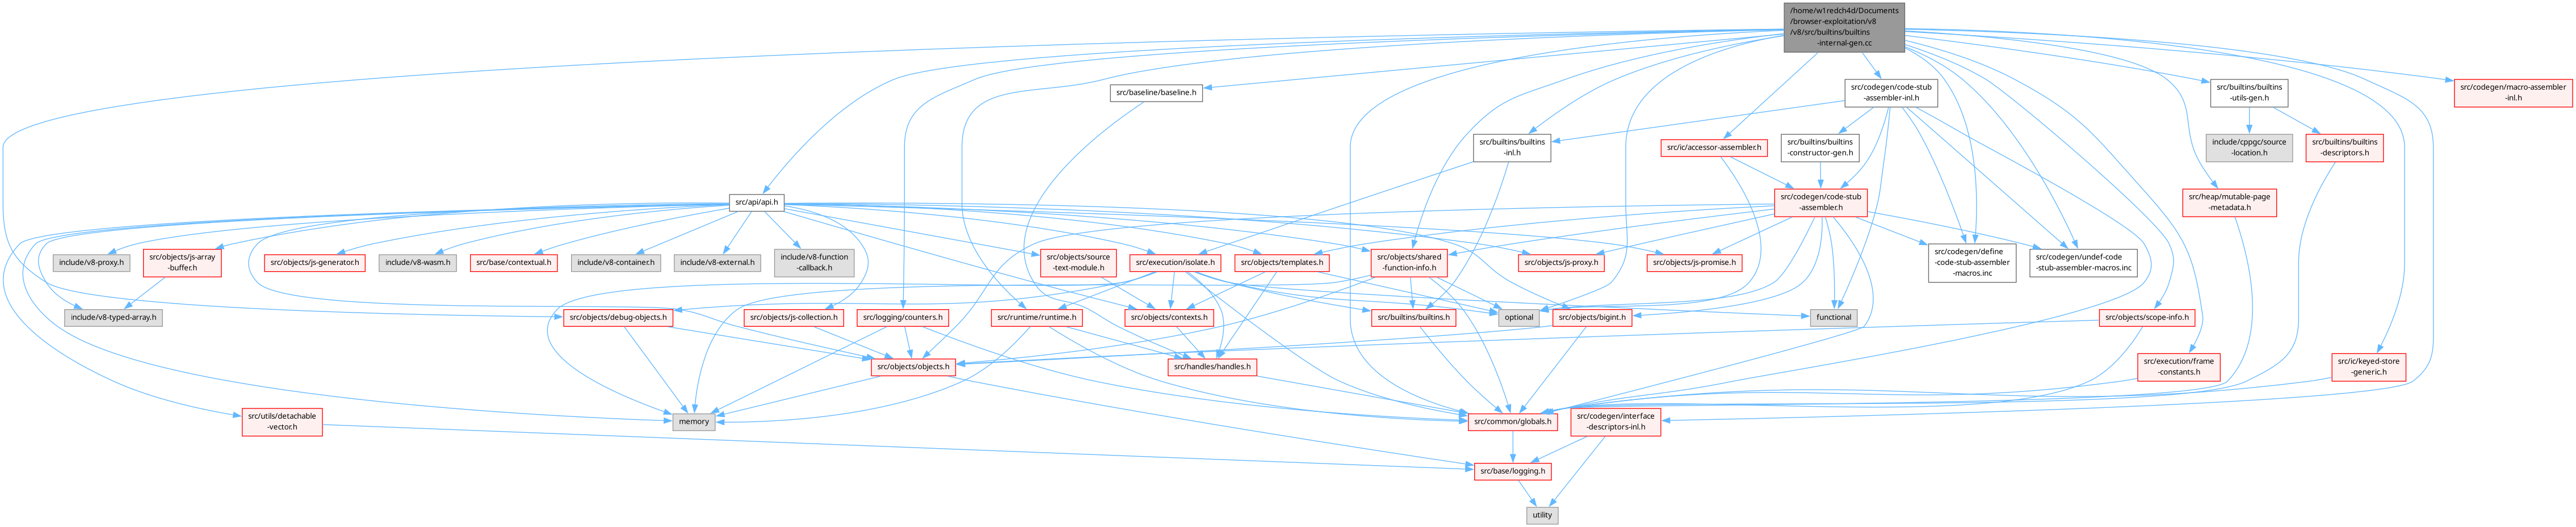 /home/w1redch4d/Documents
/browser-exploitation/v8
/v8/src/builtins/builtins
-internal-gen.cc
src/codegen/macro-assembler
-inl.h
src/baseline/baseline.h
src/codegen/code-stub
-assembler-inl.h
src/builtins/builtins
-utils-gen.h
src/builtins/builtins
-inl.h
src/ic/accessor-assembler.h
src/builtins/builtins
-constructor-gen.h
include/cppgc/source
-location.h
src/builtins/builtins
-descriptors.h
src/api/api.h
src/codegen/code-stub
-assembler.h
src/heap/mutable-page
-metadata.h
include/v8-proxy.h
src/objects/js-array
-buffer.h
src/objects/js-generator.h
include/v8-wasm.h
src/base/contextual.h
include/v8-container.h
include/v8-external.h
include/v8-function
-callback.h
src/objects/source
-text-module.h
src/execution/isolate.h
src/objects/templates.h
src/objects/shared
-function-info.h
src/objects/js-proxy.h
src/objects/js-promise.h
src/codegen/define
-code-stub-assembler
-macros.inc
src/codegen/undef-code
-stub-assembler-macros.inc
include/v8-typed-array.h
src/objects/debug-objects.h
src/objects/js-collection.h
src/logging/counters.h
src/runtime/runtime.h
src/objects/contexts.h
src/builtins/builtins.h
optional
src/objects/bigint.h
functional
src/objects/scope-info.h
src/objects/objects.h
src/handles/handles.h
src/execution/frame
-constants.h
src/ic/keyed-store
-generic.h
src/utils/detachable
-vector.h
memory
src/common/globals.h
src/codegen/interface
-descriptors-inl.h
src/base/logging.h
utility